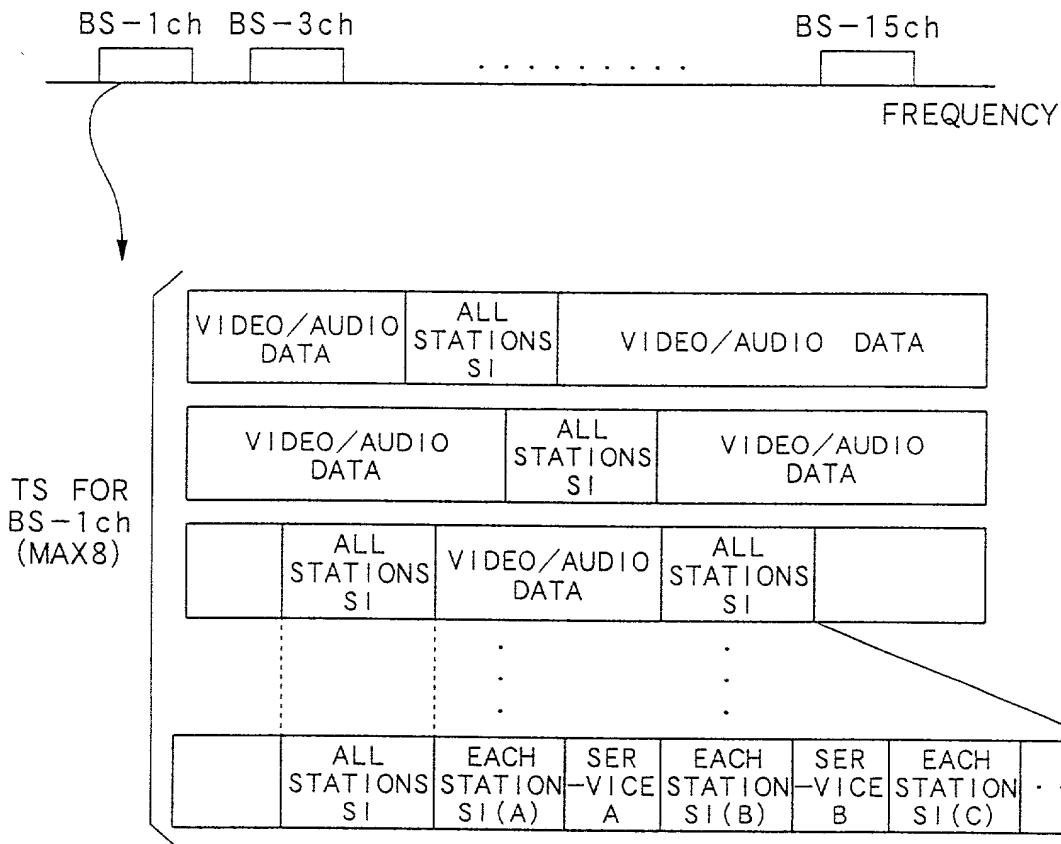 BS-1ch BS-3ch BS-15ch
. . . . . . . . .
FREQUENCY
VIDEO/AUDIO DATA
ALL STATIONS SI
VIDEO/AUDIO DATA
VIDEO/AUDIO DATA
ALL STATIONS SI
VIDEO/AUDIO DATA
TS FOR
BS-1ch
(MAX8)
ALL STATIONS SI
VIDEO/AUDIO DATA
ALL STATIONS SI
ALL STATIONS SI
EACH STATION SI(A)
SER-VICE A
EACH STATION SI(B)
SER-VICE B
EACH STATION SI(C)
. .